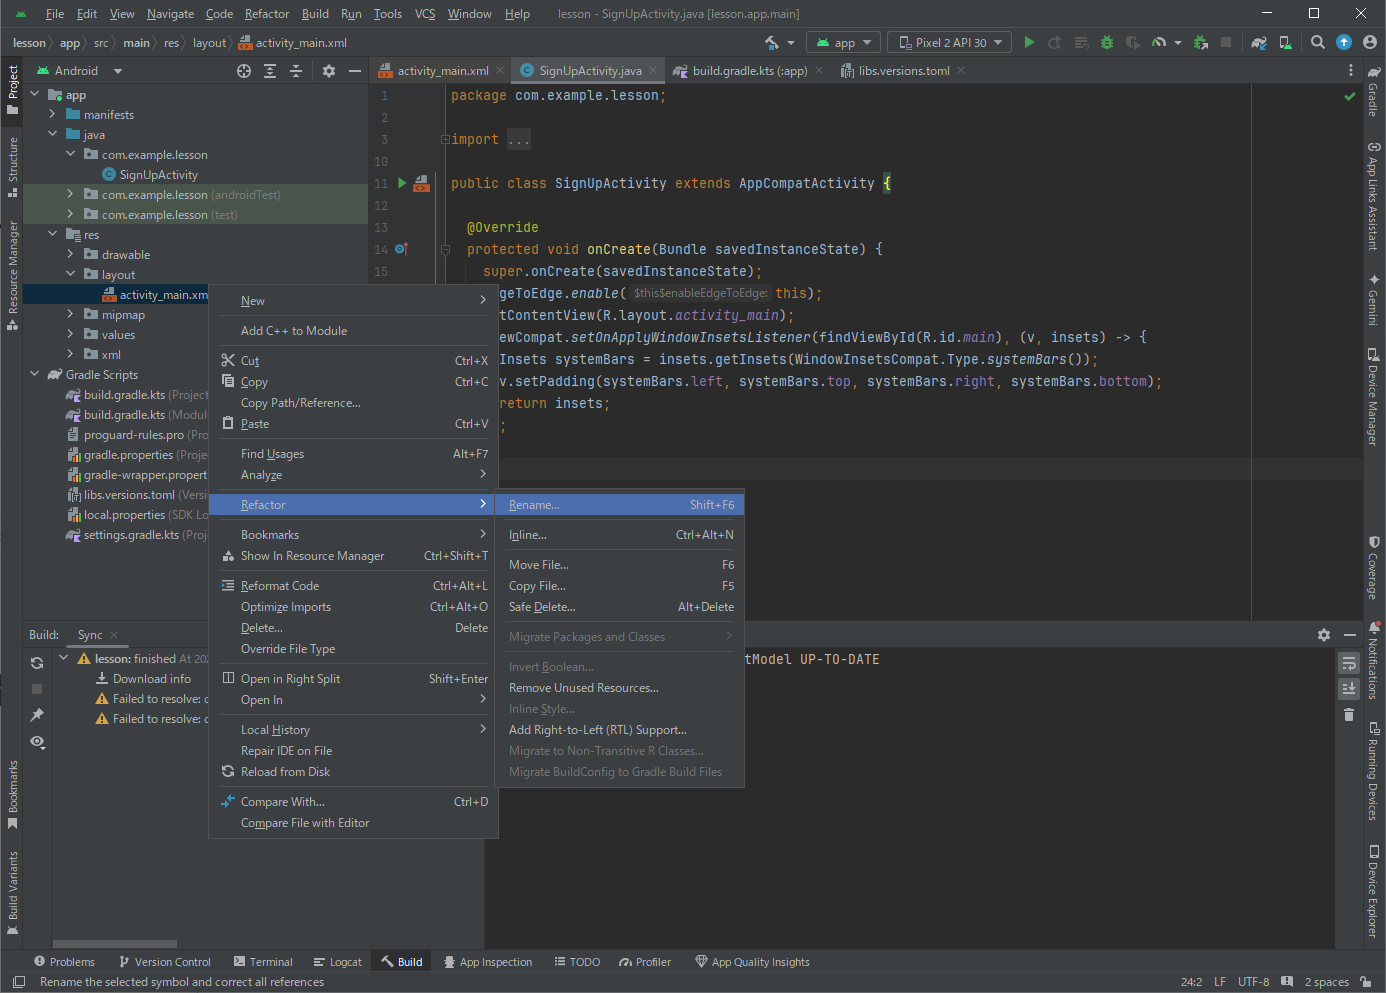 File Edit View Navigate Code Refactor Build Run Tools VCS Window Help lesson - SignUpActivity.java [lesson.app.main]
lesson app src main res layout activity_main.xml
app Pixel 2 API 30
Project
Structure
Resource Manager
Bookmarks
Build Variants
Android
app
manifests
java
com.example.lesson
SignUpActivity
com.example.lesson (androidTest)
com.example.lesson (test)
res
drawable
layout
activity_main.xm
mipmap
values
xml
Gradle Scripts
build.gradle.kts (Project
build.gradle.kts (Modul
proguard-rules.pro (Pro
gradle.properties (Proje
gradle-wrapper.propert
libs.versions.toml (Versi
local.properties (SDK Lo
settings.gradle.kts (Proj
activity_main.xml SignUpActivity.java build.gradle.kts (:app) libs.versions.toml
1 package com.example.lesson;
2
3 import ...
10
11 public class SignUpActivity extends AppCompatActivity {
12
13 @Override
14 protected void onCreate(Bundle savedInstanceState) {
15 super.onCreate(savedInstanceState);
geToEdge.enable( $this$enableEdgeToEdge: this);
tContentView(R.layout.activity_main);
ewCompat.setOnApplyWindowInsetsListener(findViewById(R.id.main), (v, insets) -> {
Insets systemBars = insets.getInsets(WindowInsetsCompat.Type.systemBars());
v.setPadding(systemBars.left, systemBars.top, systemBars.right, systemBars.bottom);
return insets;
;
New
Add C++ to Module
Cut Ctrl+X
Copy Ctrl+C
Copy Path/Reference...
Paste Ctrl+V
Find Usages Alt+F7
Analyze
Refactor
Bookmarks
Show In Resource Manager Ctrl+Shift+T
Reformat Code Ctrl+Alt+L
Optimize Imports Ctrl+Alt+O
Delete... Delete
Override File Type
Open in Right Split Shift+Enter
Open In
Local History
Repair IDE on File
Reload from Disk
Compare With... Ctrl+D
Compare File with Editor
Rename... Shift+F6
Inline... Ctrl+Alt+N
Move File... F6
Copy File... F5
Safe Delete... Alt+Delete
Migrate Packages and Classes
Invert Boolean...
Remove Unused Resources...
Inline Style...
Add Right-to-Left (RTL) Support...
Migrate to Non-Transitive R Classes...
Migrate BuildConfig to Gradle Build Files
Gradle
App Links Assistant
Gemini
Device Manager
Coverage
Notifications
Running Devices
Device Explorer
Build: Sync
lesson: finished At 202
Download info
Failed to resolve: c
Failed to resolve: c
tModel UP-TO-DATE
Problems Version Control Terminal Logcat Build App Inspection TODO Profiler App Quality Insights
Rename the selected symbol and correct all references 24:2 LF UTF-8 2 spaces